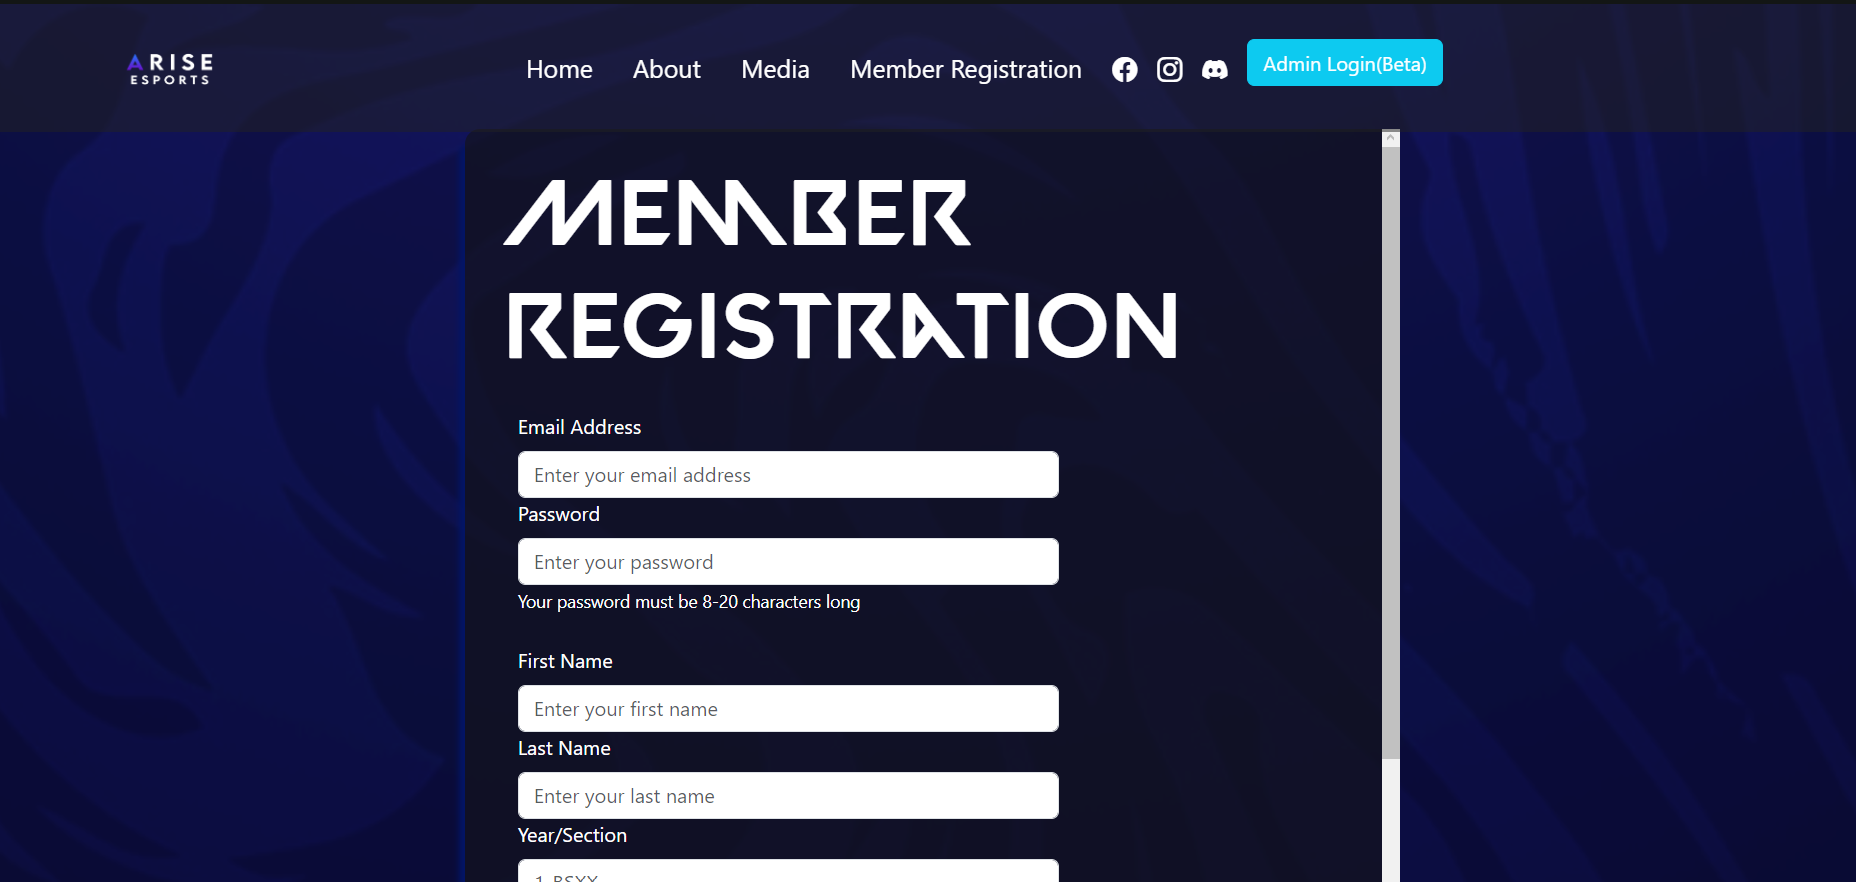 ARISE
ESPORTS
Home About Media Member Registration Admin Login(Beta)
MEMBER
REGISTRATION
Email Address
Enter your email address
Password
Enter your password
Your password must be 8-20 characters long
First Name
Enter your first name
Last Name
Enter your last name
Year/Section
1-BSXX